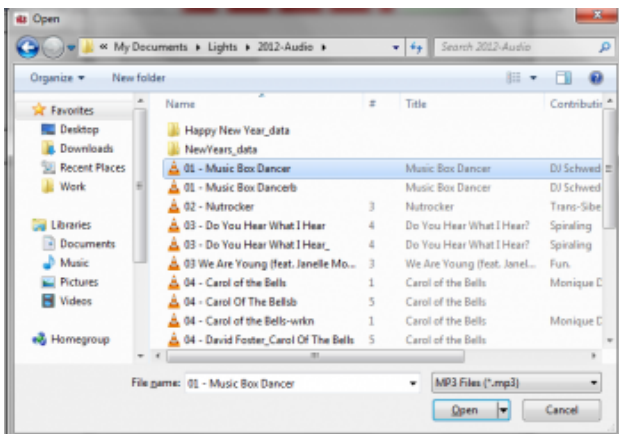 Open
« My Documents ▸ Lights ▸ 2012-Audio ▸ Search 2012-Audio
Organize New folder
Name # Title Contributin
Favorites
Desktop
Downloads
Recent Places
Work
Libraries
Documents
Music
Pictures
Videos
Homegroup
Happy New Year_data
NewYears_data
01 - Music Box Dancer Music Box Dancer DJ Schwed
01 - Music Box Dancerb Music Box Dancer DJ Schwed
02 - Nutrocker 3 Nutrocker Trans-Sibe
03 - Do You Hear What I Hear 4 Do You Hear What I Hear? Spiraling
03 - Do You Hear What I Hear_ 4 Do You Hear What I Hear? Spiraling
03 We Are Young (feat. Janelle Mo... 3 We Are Young (feat. Janel... Fun.
04 - Carol of the Bells 1 Carol of the Bells Monique D
04 - Carol Of The Bellsb 5 Carol of the Bells
04 - Carol of the Bells-wrkn 1 Carol of the Bells Monique D
04 - David Foster_Carol Of The Bells 5 Carol of the Bells
File name: 01 - Music Box Dancer MP3 Files (*.mp3)
Open Cancel